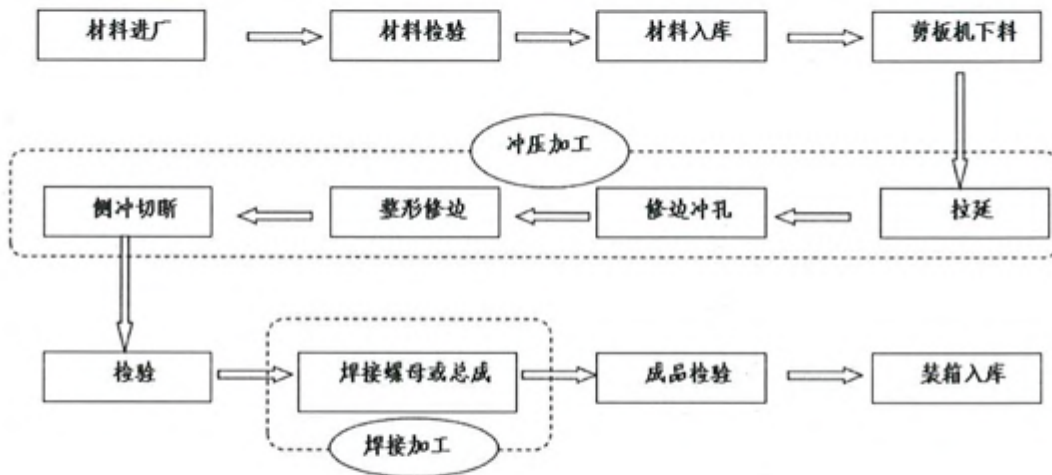 材料进厂
材料检验
材料入库
剪板机下料
冲压加工
侧冲切断
整形修边
修边冲孔
拉延
检验
焊接螺母或总成
成品检验
装箱入库
焊接加工